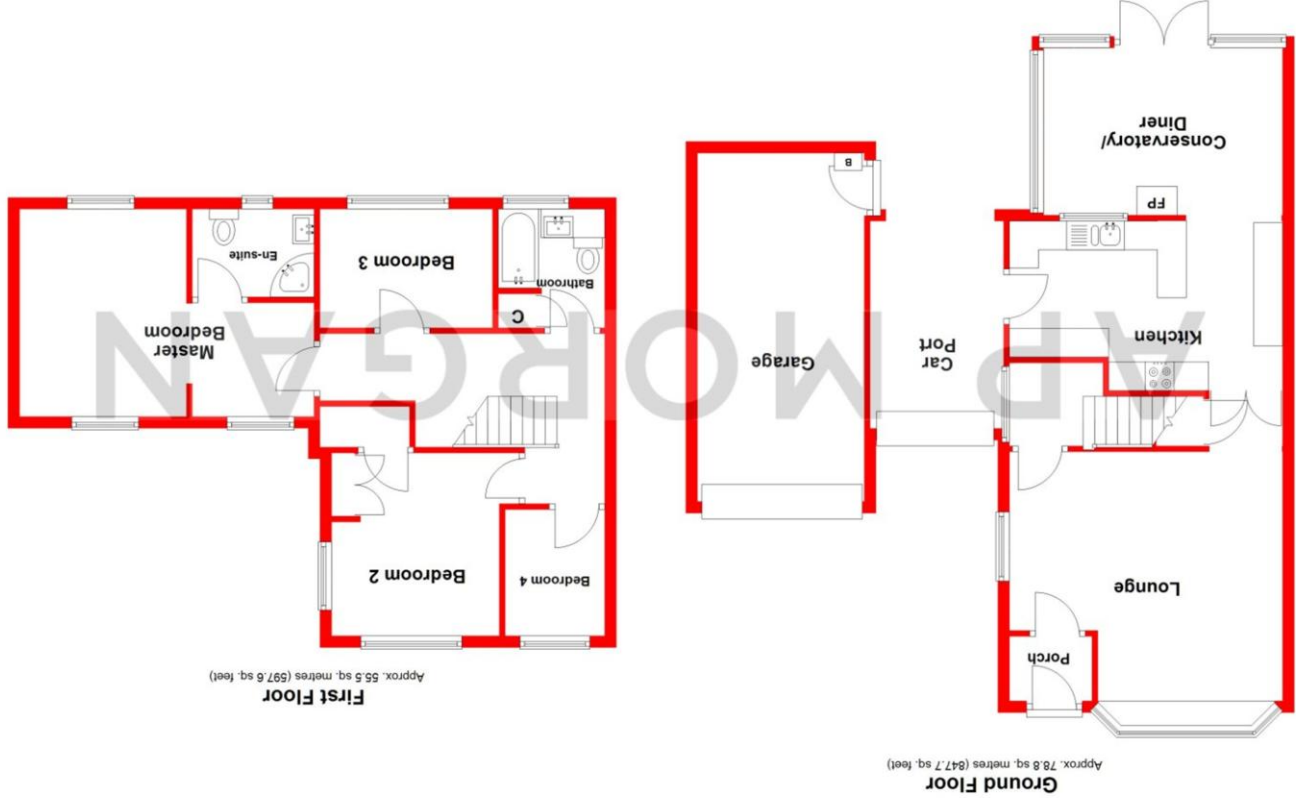 Ground Floor
Approx. 78.8 sq. metres (847.7 sq. feet)
Porch
Lounge
Kitchen
Car
Port
Garage
FP
B
Conservatory/
Diner
First Floor
Approx. 55.5 sq. metres (597.6 sq. feet)
Bedroom 4
Bedroom 2
Master
Bedroom
C
Bathroom
Bedroom 3
En-suite
AP MORGAN